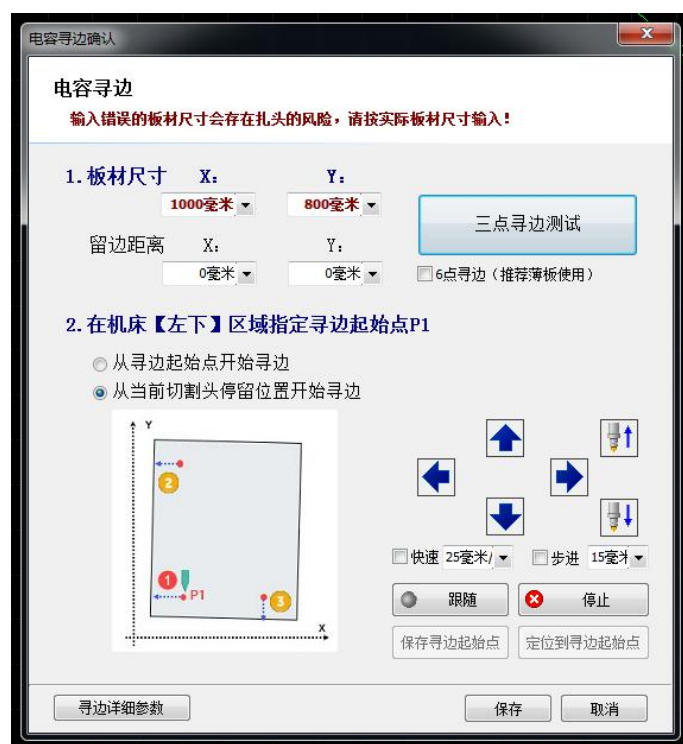 电容寻边确认
电容寻边
输入错误的板材尺寸会存在扎头的风险，请按实际板材尺寸输入！
1.板材尺寸 X： Y：
1000毫米 800毫米
三点寻边测试
留边距离 X： Y：
0毫米 0毫米
6点寻边（推荐薄板使用）
2.在机床【左下】区域指定寻边起始点P1
从寻边起始点开始寻边
从当前切割头停留位置开始寻边
Y
2
1
P1
3
X
快速 25毫米/ 步进 15毫
跟随 停止
保存寻边起始点 定位到寻边起始点
寻边详细参数 保存 取消